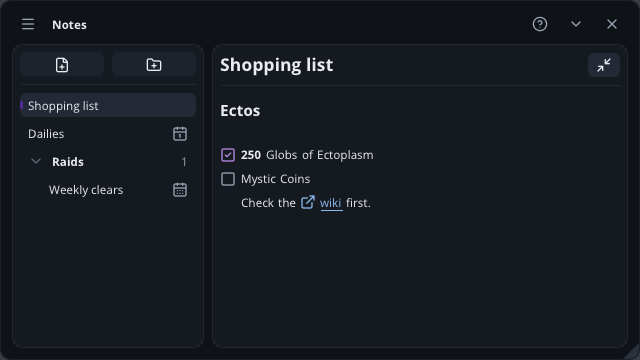 Notes
Shopping list
Dailies
1
Raids
1
Weekly clears
Shopping list
Ectos
250 Globs of Ectoplasm
Mystic Coins
Check the wiki first.